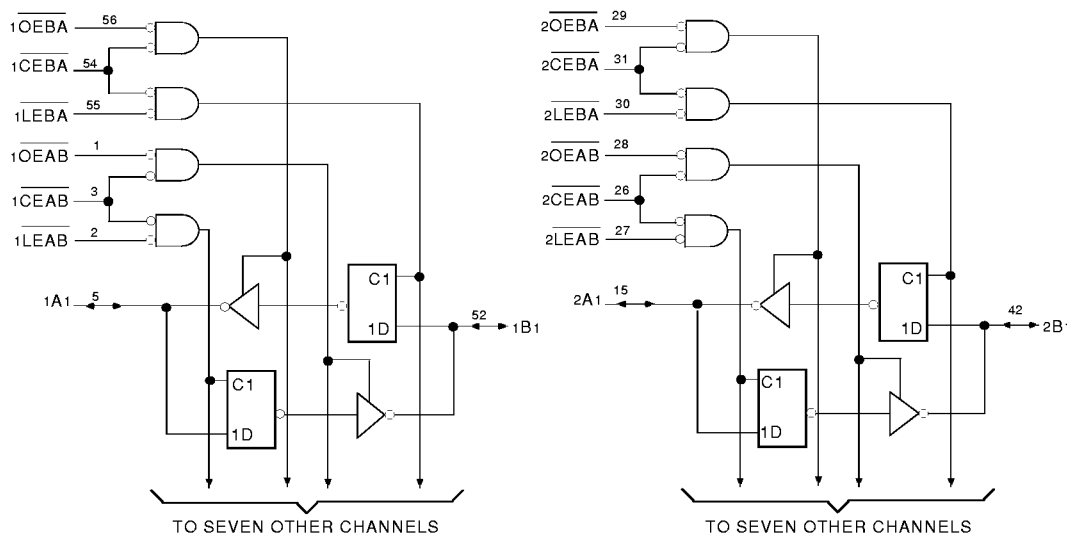 1OEBA 56
1CEBA 54
1LEBA 55
1OEAB 1
1CEAB 3
1LEAB 2
1A1 5
C1
1D
52 1B1
C1
1D
TO SEVEN OTHER CHANNELS
2OEBA 29
2CEBA 31
2LEBA 30
2OEAB 28
2CEAB 26
2LEAB 27
2A1 15
C1
1D
42 2B1
C1
1D
TO SEVEN OTHER CHANNELS